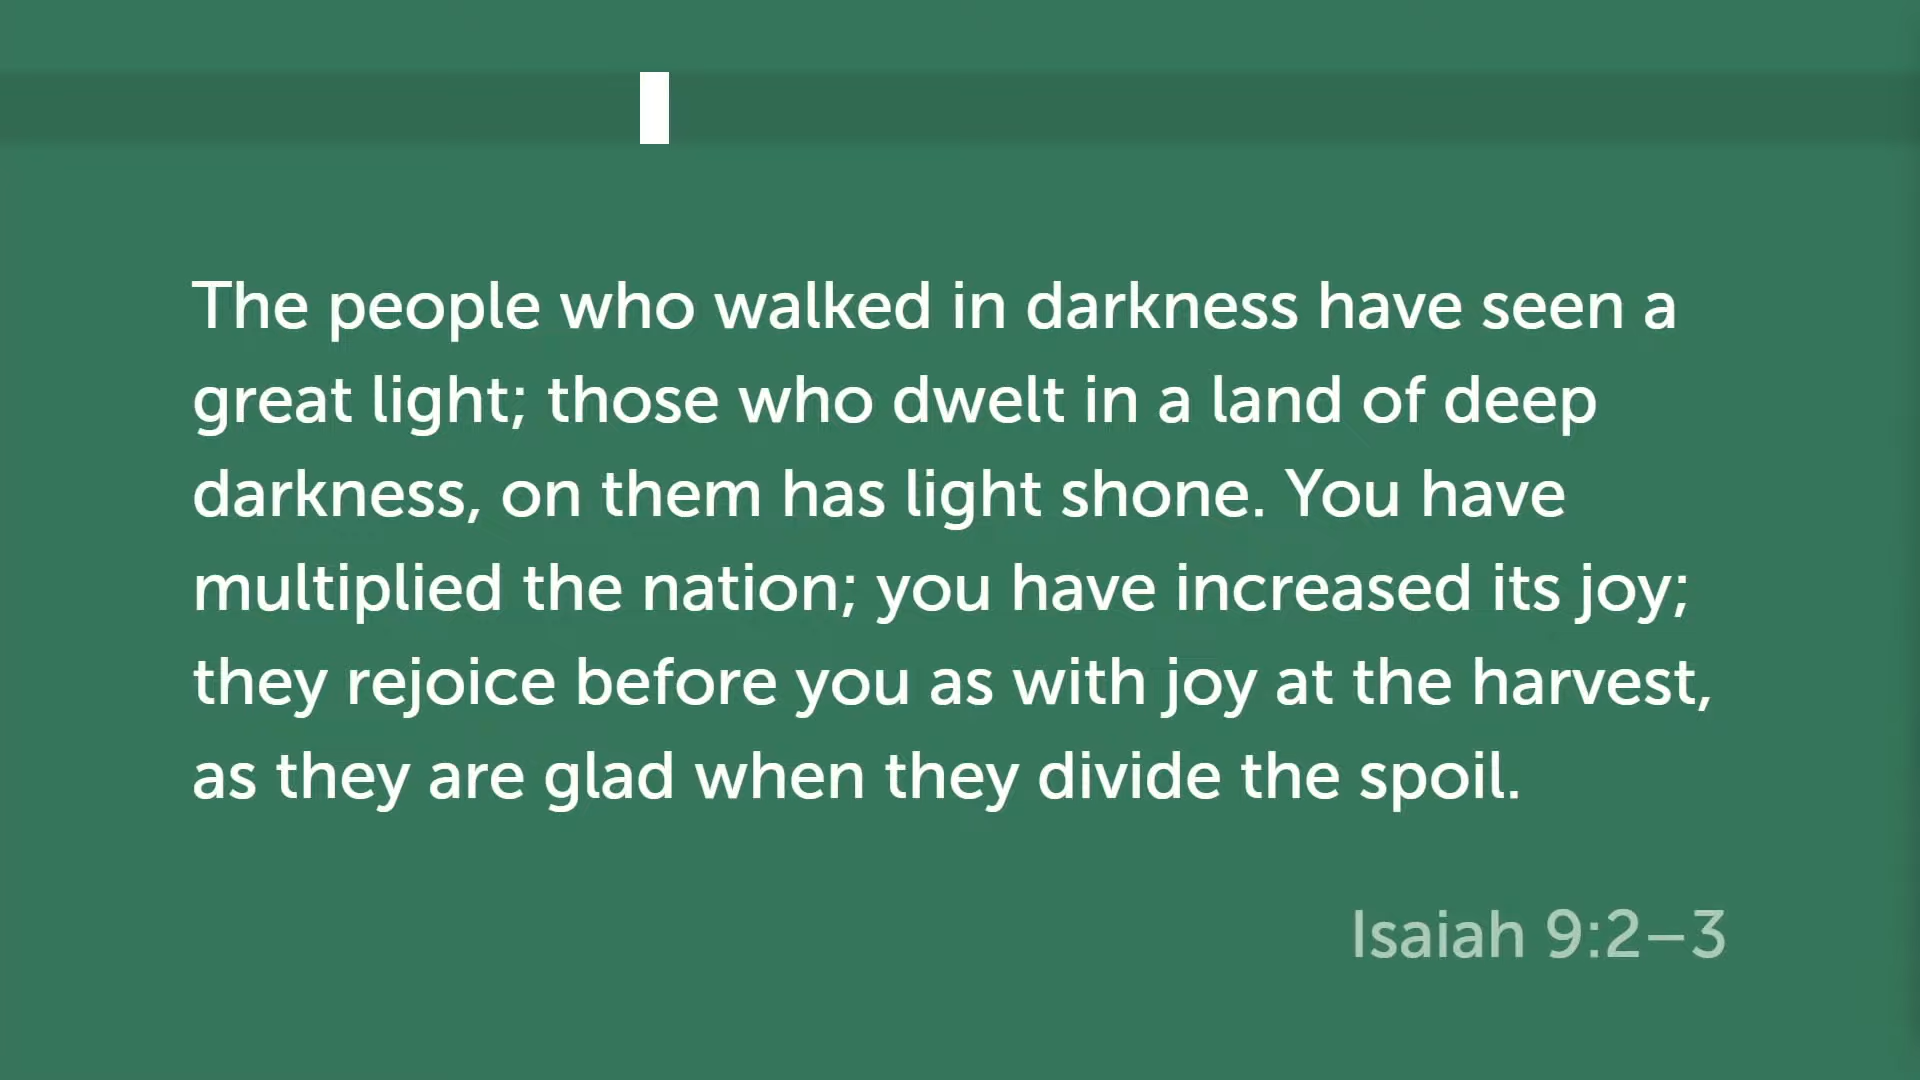 The people who walked in darkness have seen a
great light; those who dwelt in a land of deep
darkness, on them has light shone. You have
multiplied the nation; you have increased its joy;
they rejoice before you as with joy at the harvest,
as they are glad when they divide the spoil.
Isaiah 9:2–3